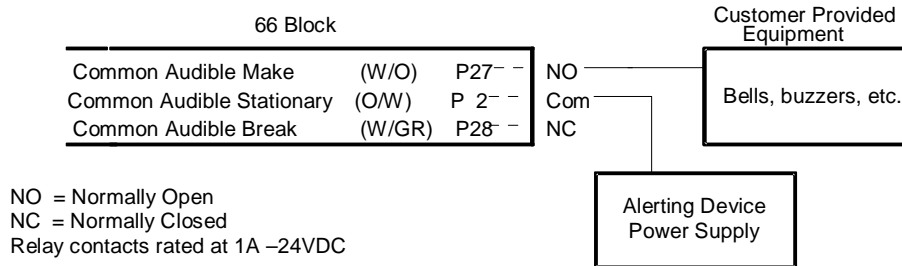 66 Block
Customer Provided
Equipment
Common Audible Make (W/O) P27 NO
Common Audible Stationary (O/W) P 2 Com
Common Audible Break (W/GR) P28 NC
Bells, buzzers, etc.
NO = Normally Open
NC = Normally Closed
Relay contacts rated at 1A –24VDC
Alerting Device
Power Supply